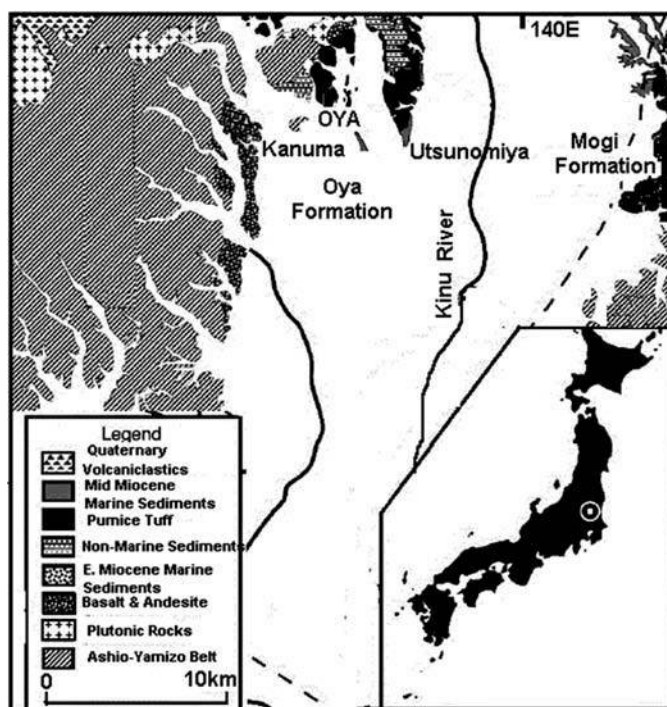 140E
OYA
Kanuma
Utsunomiya
Mogi
Formation
Oya
Formation
Kinu River
Legend
Quaternary
Volcaniclastics
Mid Miocene
Marine Sediments
Pumice Tuff
Non-Marine Sediments
E. Miocene Marine
Sediments
Basalt & Andesite
Plutonic Rocks
Ashio-Yamizo Belt
0 10km